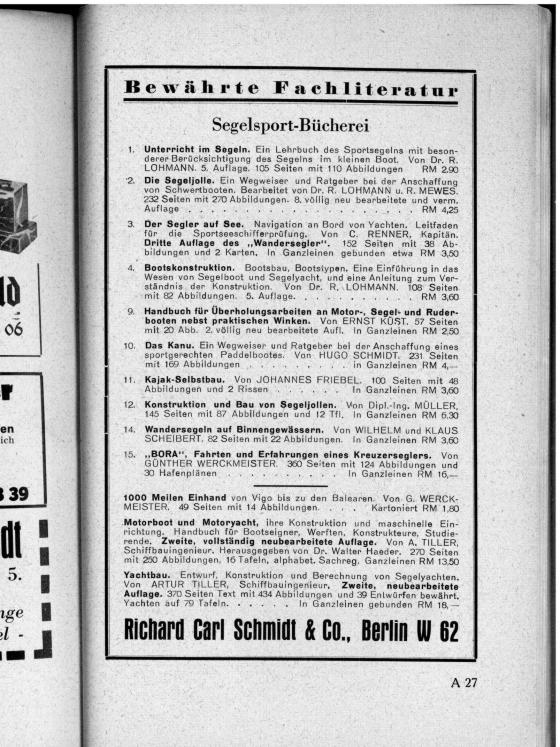 Bewährte Fachliteratur
Segelsport-Bücherei
1. Unterricht im Segeln. Ein Lehrbuch des Sportsegelns mit beson-
derer Berücksichtigung des Segelns im kleinen Boot. Von Dr. R.
LOHMANN. 5. Auflage. 105 Seiten mit 110 Abbildungen RM 2,90
2. Die Segeljolle. Ein Wegweiser und Ratgeber bei der Anschaffung
von Schwertbooten. Bearbeitet von Dr. R. LOHMANN u. R. MEWES.
232 Seiten mit 270 Abbildungen. 8. völlig neu bearbeitete und verm.
Auflage . . . . . . . . . . . . . . . . . RM 4,25
3. Der Segler auf See. Navigation an Bord von Yachten. Leitfaden
für die Sportseeschifferprüfung. Von C. RENNER, Kapitän.
Dritte Auflage des „Wandersegler“. 152 Seiten mit 38 Ab-
bildungen und 2 Karten. In Ganzleinen gebunden etwa RM 3,50
4. Bootskonstruktion. Bootsbau, Bootstypen. Eine Einführung in das
Wesen von Segelboot und Segelyacht, und eine Anleitung zum Ver-
ständnis der Konstruktion. Von Dr. R. LOHMANN. 108 Seiten
mit 82 Abbildungen. 5. Auflage. . . . . . . . . RM 3,60
9. Handbuch für Überholungsarbeiten an Motor-, Segel- und Ruder-
booten nebst praktischen Winken. Von ERNST KÜST. 57 Seiten
mit 20 Abb. 2. völlig neu bearbeitete Aufl. In Ganzleinen RM 2,50
10. Das Kanu. Ein Wegweiser und Ratgeber bei der Anschaffung eines
sportgerechten Paddelbootes. Von HUGO SCHMIDT. 231 Seiten
mit 169 Abbildungen . . . . . . . . in Ganzleinen RM 4,—
11. Kajak-Selbstbau. Von JOHANNES FRIEBEL. 100 Seiten mit 48
Abbildungen und 2 Rissen . . . . . In Ganzleinen RM 3,60
12. Konstruktion und Bau von Segeljollen. Von Dipl.-Ing. MÜLLER,
145 Seiten mit 87 Abbildungen und 12 Tfl. In Ganzleinen RM 6,30
14. Wandersegeln auf Binnengewässern. Von WILHELM und KLAUS
SCHEIBERT. 82 Seiten mit 22 Abbildungen. In Ganzleinen RM 3,60
15. „BORA“, Fahrten und Erfahrungen eines Kreuzerseglers. Von
GÜNTHER WERCKMEISTER. 360 Seiten mit 124 Abbildungen und
30 Hafenplänen . . . . . . . . . . In Ganzleinen RM 16,—
1000 Meilen Einhand von Vigo bis zu den Balearen. Von G. WERCK-
MEISTER. 49 Seiten mit 14 Abbildungen. . . . . Kartoniert RM 1,80
Motorboot und Motoryacht, ihre Konstruktion und maschinelle Ein-
richtung. Handbuch für Bootseigner, Werften, Konstrukteure, Studie-
rende. Zweite, vollständig neubearbeitete Auflage. Von A. TILLER,
Schiffbauingenieur. Herausgegeben von Dr. Walter Haeder. 270 Seiten
mit 250 Abbildungen, 16 Tafeln, alphabet. Sachreg. Ganzleinen RM 13,50
Yachtbau. Entwurf, Konstruktion und Berechnung von Segelyachten.
Von ARTUR TILLER, Schiffbauingenieur. Zweite, neubearbeitete
Auflage. 370 Seiten Text mit 434 Abbildungen und 39 Entwürfen bewährt.
Yachten auf 79 Tafeln. . . . . . . In Ganzleinen gebunden RM 18,—
Richard Carl Schmidt & Co., Berlin W 62
A 27
06
en
ich
39
dt
5.
nge
el -